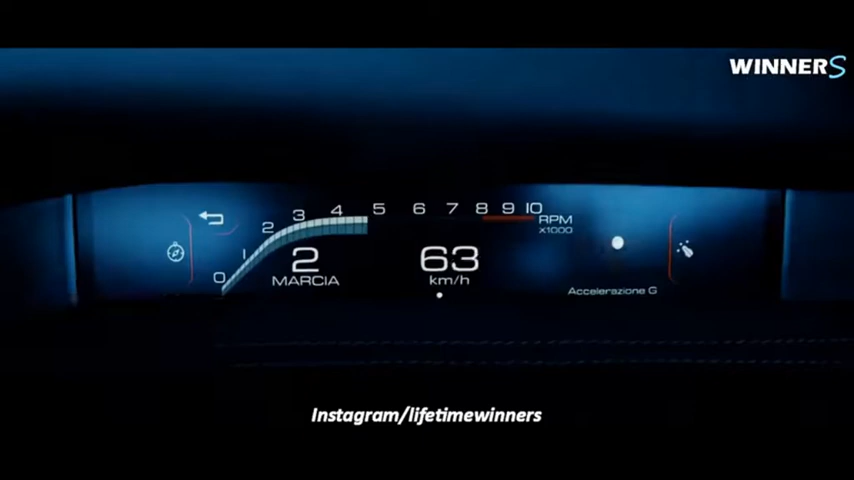 WINNERS
0 1 2 3 4 5 6 7 8 9 10
RPM
x1000
2
MARCIA
63
km/h
Accelerazione G
Instagram/lifetimewinners